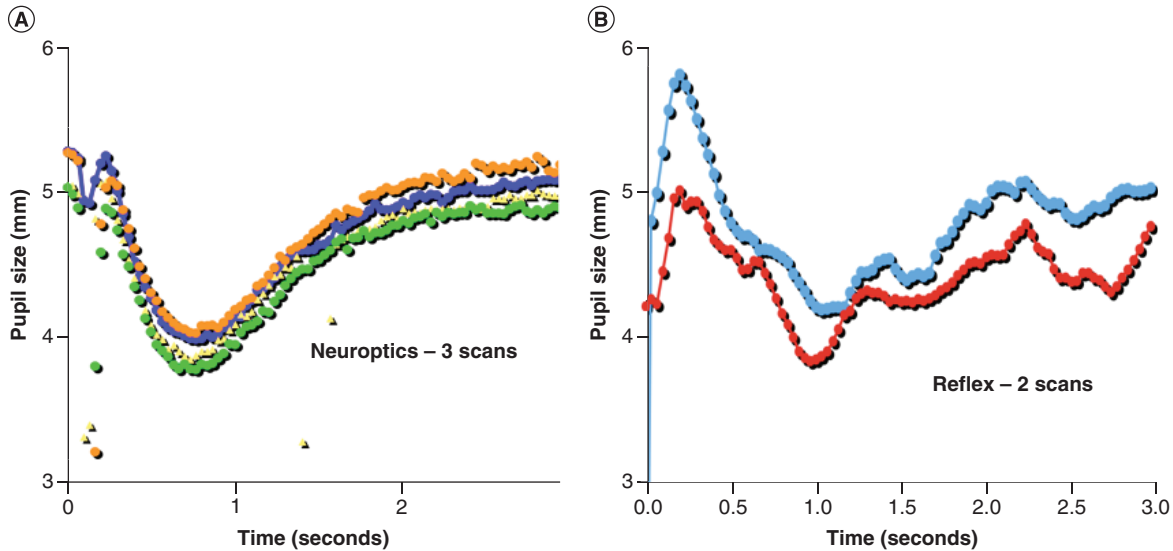 A
6
5
4
3
Pupil size (mm)
Neuroptics – 3 scans
0
1
2
Time (seconds)
B
6
5
4
3
Pupil size (mm)
Reflex – 2 scans
0.0
0.5
1.0
1.5
2.0
2.5
3.0
Time (seconds)